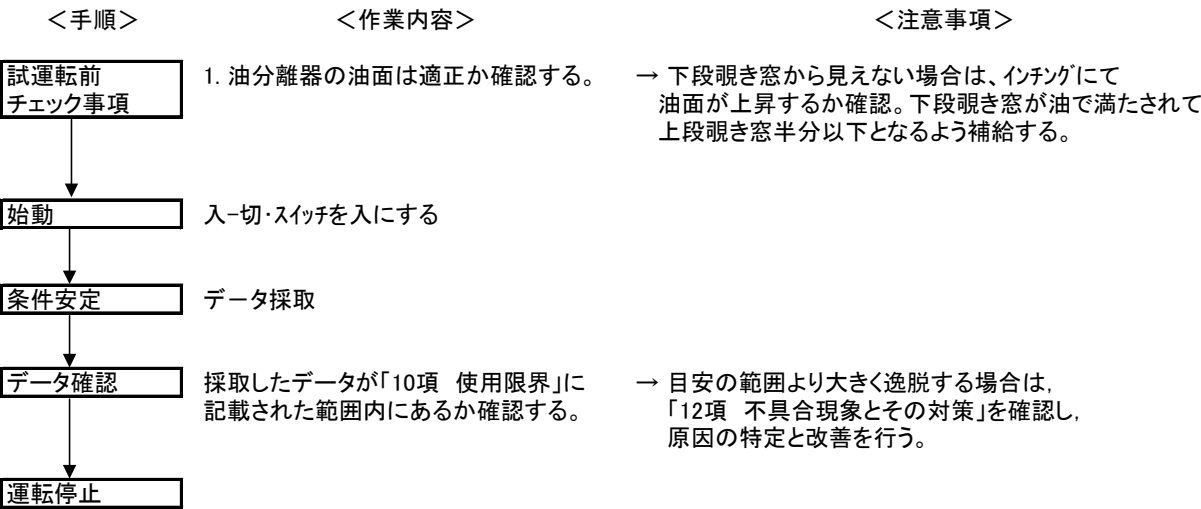 ＜手順＞
＜作業内容＞
＜注意事項＞
試運転前
チェック事項
1. 油分離器の油面は適正か確認する。
→ 下段覗き窓から見えない場合は、ｲﾝﾁﾝｸﾞにて
油面が上昇するか確認。下段覗き窓が油で満たされて
上段覗き窓半分以下となるよう補給する。
始動
入-切･ｽｲｯﾁを入にする
条件安定
データ採取
データ確認
採取したデータが「10項　使用限界」に
記載された範囲内にあるか確認する。
→ 目安の範囲より大きく逸脱する場合は,
「12項　不具合現象とその対策」を確認し,
原因の特定と改善を行う。
運転停止